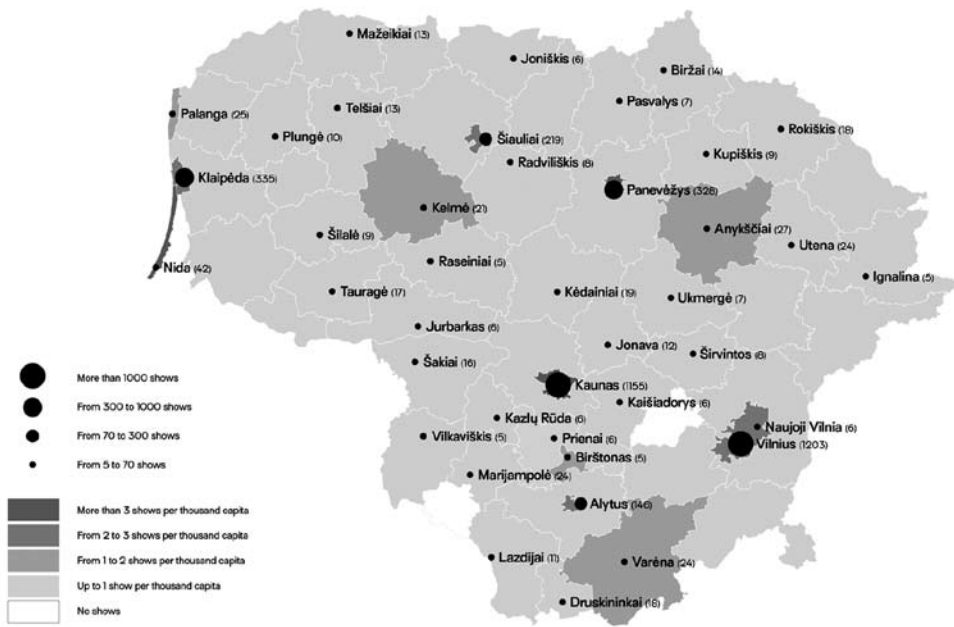 Mažeikiai (13)
Joniškis (6)
Biržai (14)
Pasvalys (7)
Palanga (25)
Telšiai (13)
Rokiškis (18)
Plungė (10)
Šiauliai (219)
Kupiškis (9)
Radviliškis (8)
Klaipėda (335)
Panevėžys (328)
Kelmė (21)
Anykščiai (27)
Šilalė (9)
Utena (24)
Raseiniai (5)
Nida (42)
Ignalina (5)
Tauragė (17)
Kėdainiai (19)
Ukmergė (7)
Jurbarkas (6)
Jonava (12)
Širvintos (8)
Šakiai (16)
Kaunas (1155)
Kaišiadorys (6)
Kazlų Rūda (6)
Naujoji Vilnia (6)
Vilkaviškis (5)
Prienai (6)
Vilnius (1203)
Birštonas (5)
Marijampolė (24)
Alytus (146)
Lazdijai (11)
Varėna (24)
Druskininkai (16)
More than 1000 shows
From 300 to 1000 shows
From 70 to 300 shows
From 5 to 70 shows
More than 3 shows per thousand capita
From 2 to 3 shows per thousand capita
From 1 to 2 shows per thousand capita
Up to 1 show per thousand capita
No shows